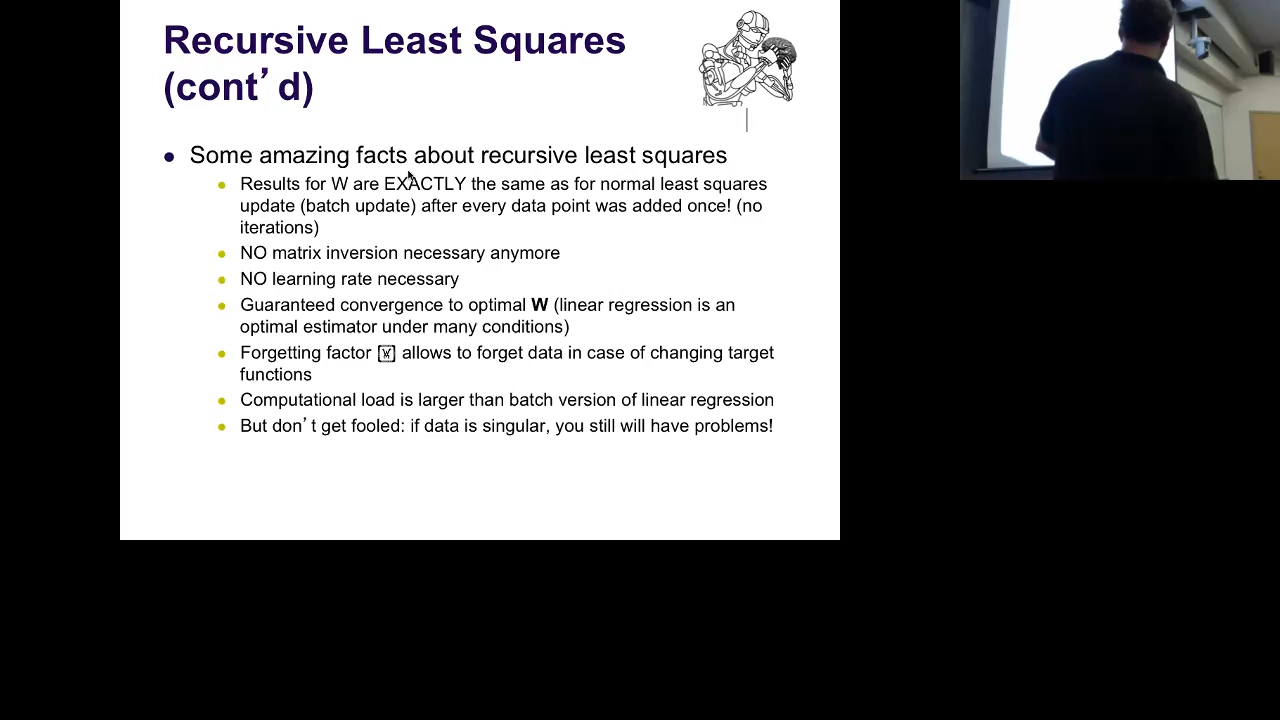 Recursive Least Squares
(cont’d)
Some amazing facts about recursive least squares
Results for W are EXACTLY the same as for normal least squares
update (batch update) after every data point was added once! (no
iterations)
NO matrix inversion necessary anymore
NO learning rate necessary
Guaranteed convergence to optimal W (linear regression is an
optimal estimator under many conditions)
Forgetting factor allows to forget data in case of changing target
functions
Computational load is larger than batch version of linear regression
But don’t get fooled: if data is singular, you still will have problems!